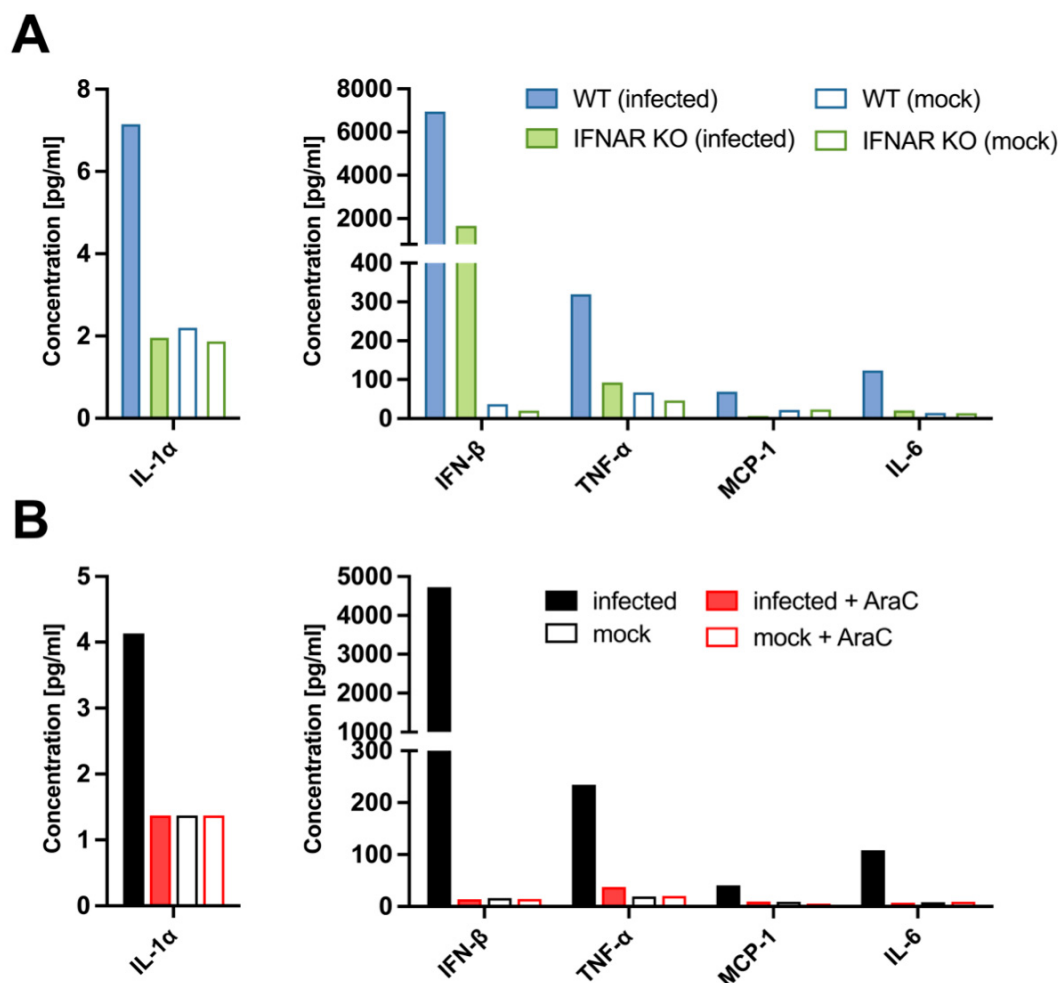 A
Concentration [pg/ml]
8
6
4
2
0
IL-1α
Concentration [pg/ml]
8000
6000
4000
2000
400
300
200
100
0
IFN-β
TNF-α
MCP-1
IL-6
WT (infected)
WT (mock)
IFNAR KO (infected)
IFNAR KO (mock)
B
Concentration [pg/ml]
5
4
3
2
1
0
IL-1α
Concentration [pg/ml]
5000
4000
3000
2000
1000
300
200
100
0
IFN-β
TNF-α
MCP-1
IL-6
infected
infected + AraC
mock
mock + AraC